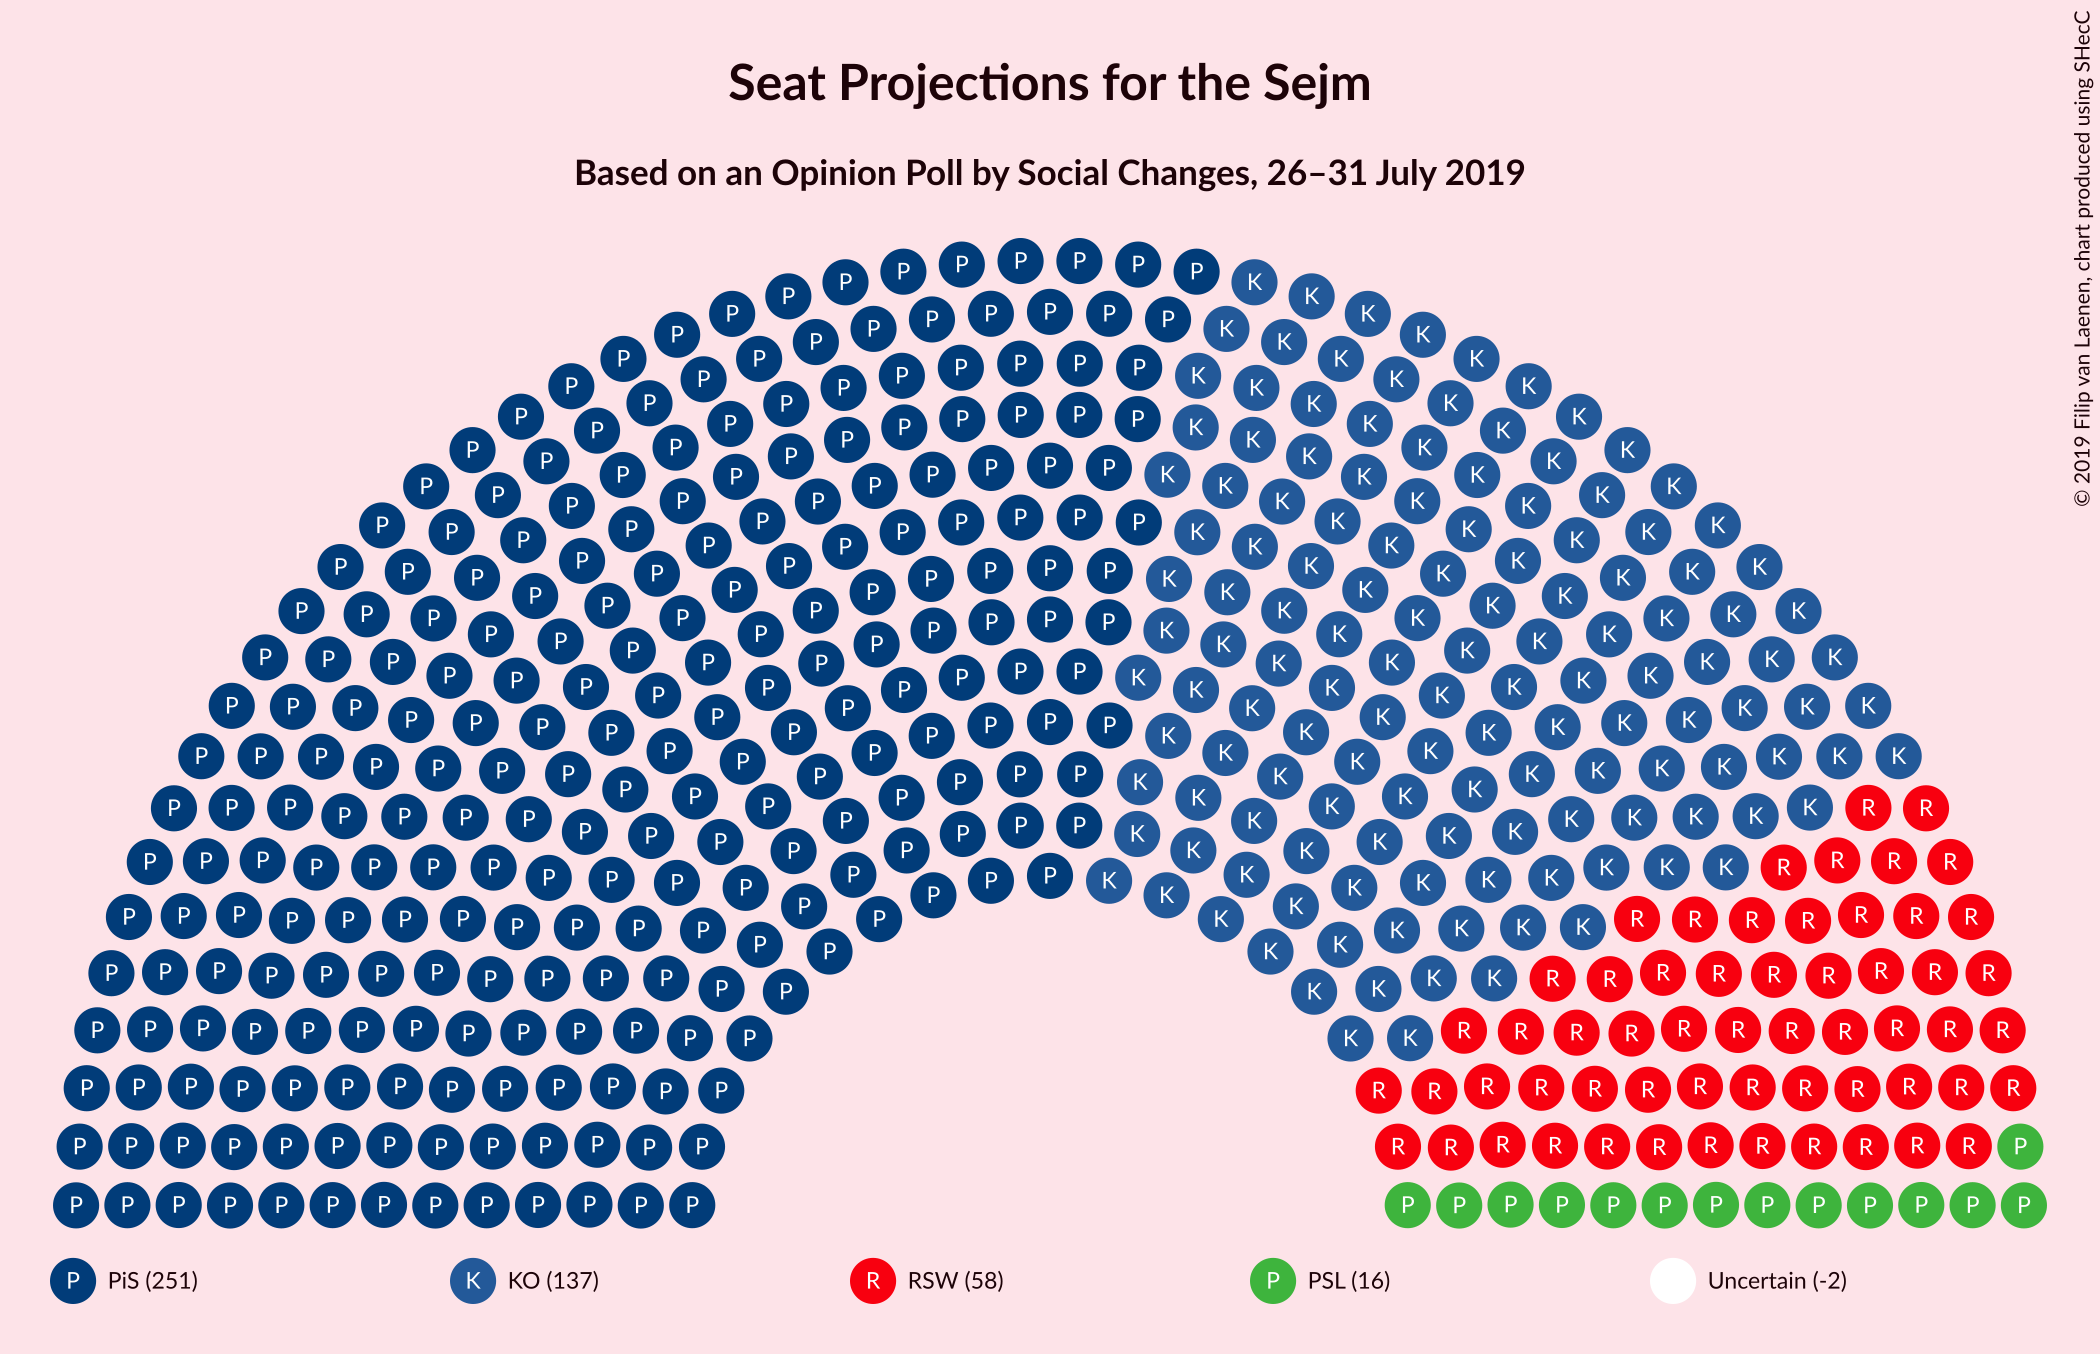 Seat Projections for the Sejm
Based on an Opinion Poll by Social Changes, 26–31 July 2019
© 2019 Filip van Laenen, chart produced using SHecC
P PiS (251)
K KO (137)
R RSW (58)
P PSL (16)
Uncertain (-2)